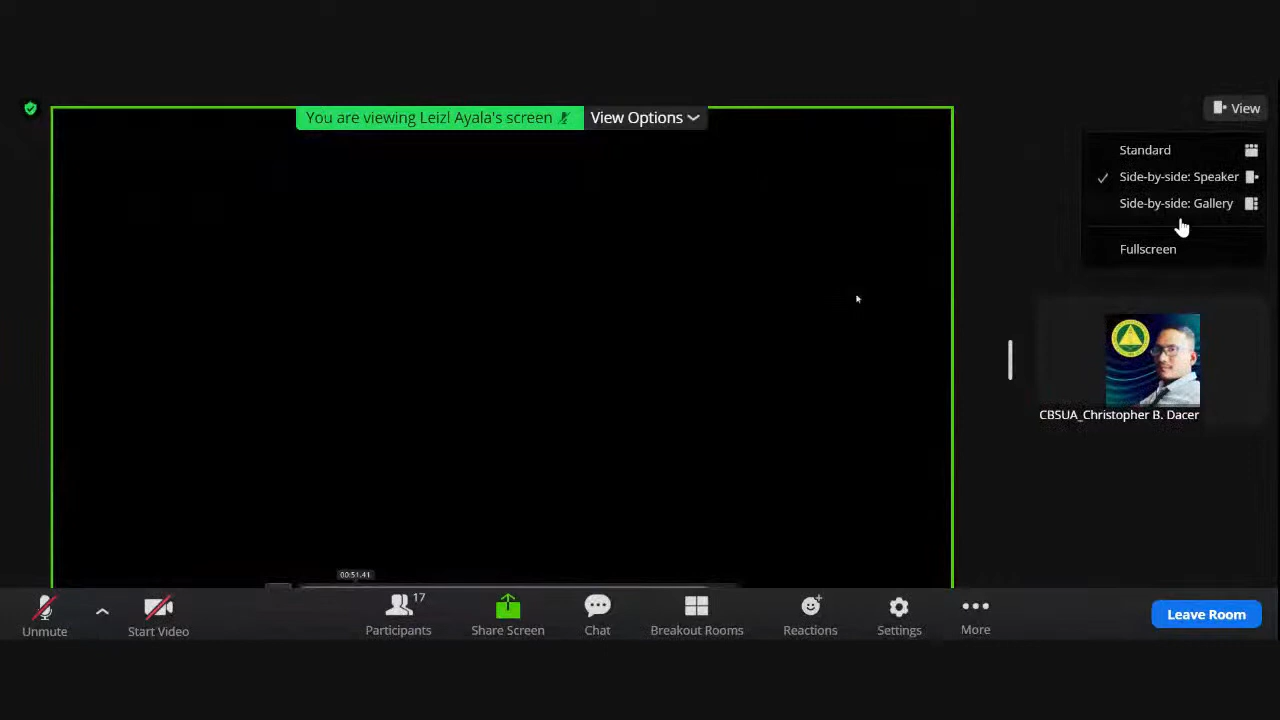 You are viewing Leizl Ayala's screen
View Options
View
Standard
Side-by-side: Speaker
Side-by-side: Gallery
Fullscreen
CBSUA_Christopher B. Dacer
00:51.41
17
Unmute
Start Video
Participants
Share Screen
Chat
Breakout Rooms
Reactions
Settings
More
Leave Room